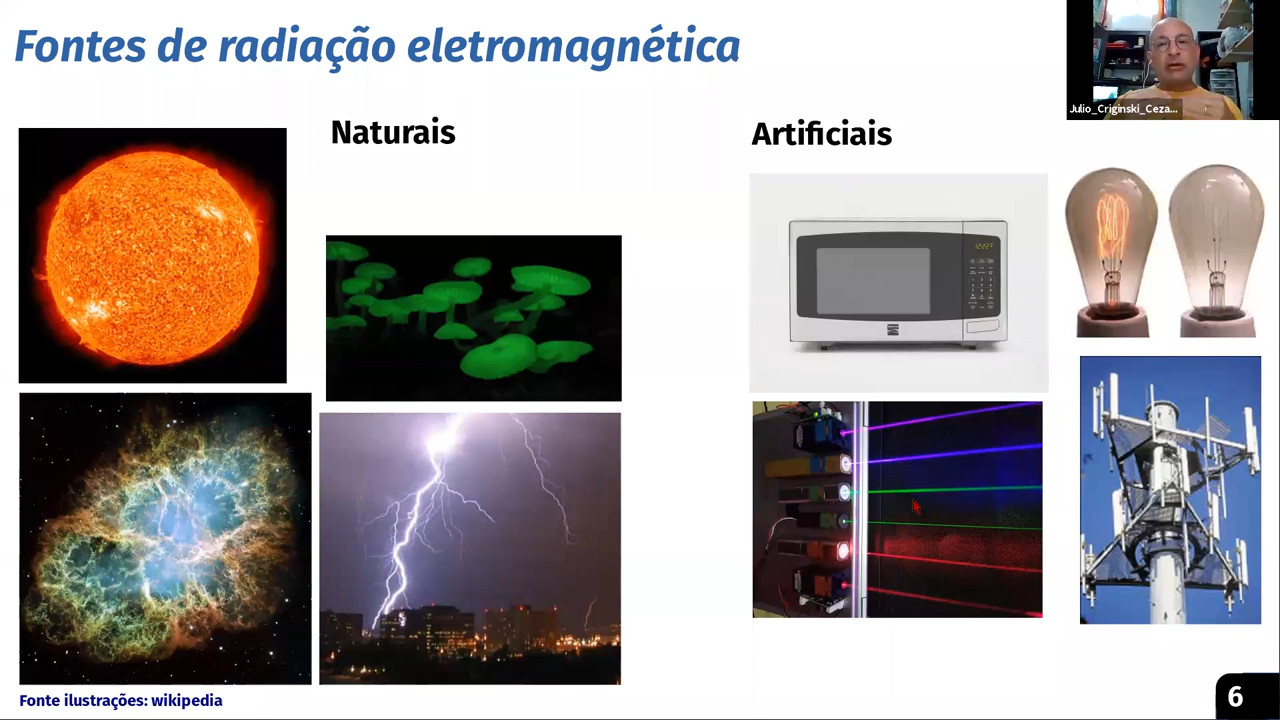 Fontes de radiação eletromagnética
Julio_Criginski_Ceza...
Naturais
Artificiais
Fonte ilustrações: wikipedia
6